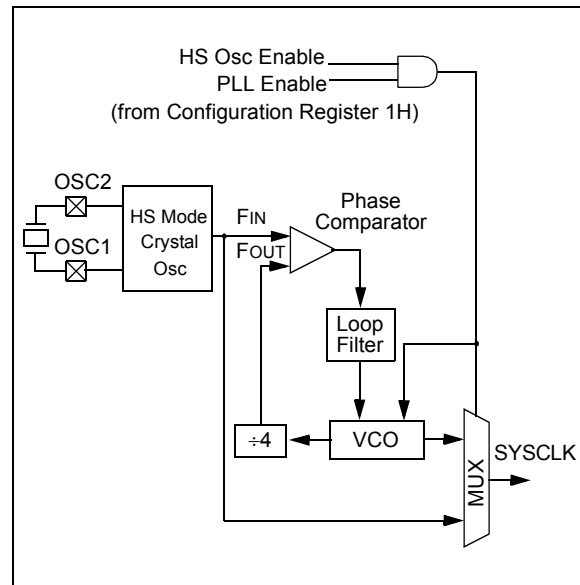 HS Osc Enable
PLL Enable
(from Configuration Register 1H)
OSC2
OSC1
HS Mode
Crystal
Osc
FIN
FOUT
Phase
Comparator
Loop
Filter
÷4
VCO
MUX
SYSCLK